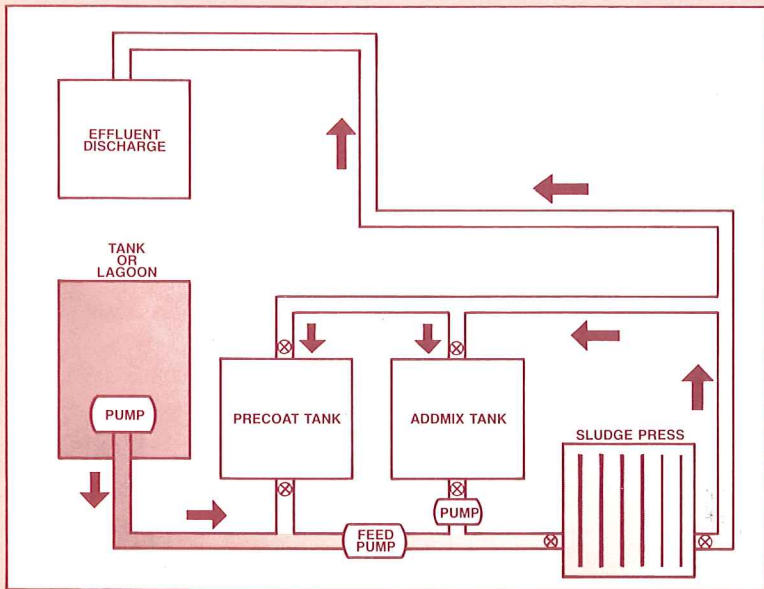 EFFLUENT
DISCHARGE
TANK
OR
LAGOON
PUMP
PRECOAT TANK
ADDMIX TANK
SLUDGE PRESS
PUMP
FEED
PUMP